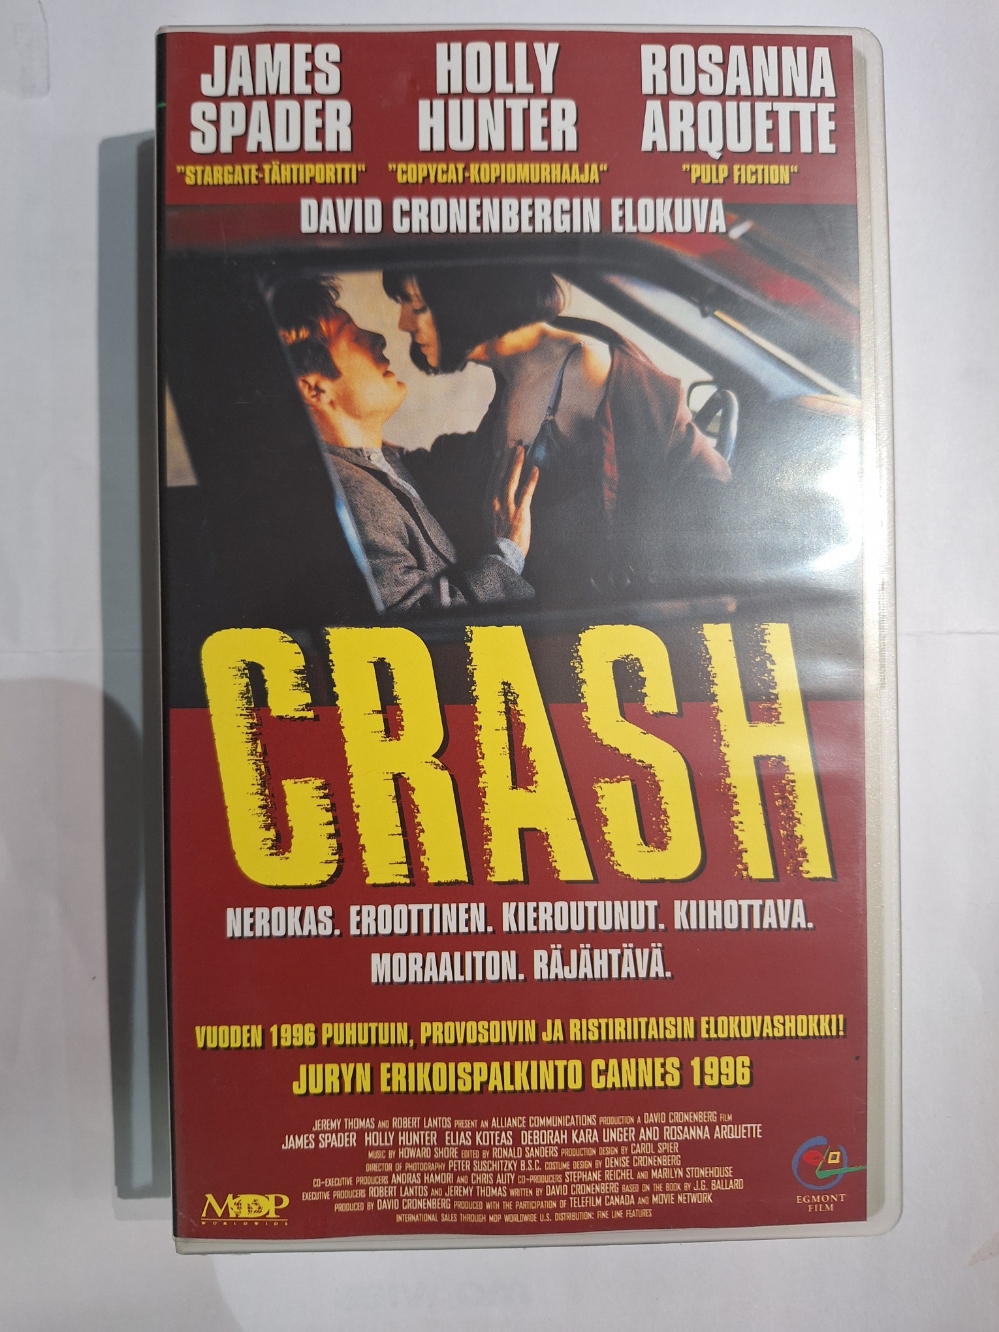 JAMES SPADER
HOLLY HUNTER
ROSANNA ARQUETTE
"STARGATE-TÄHTIPORTTI"
"COPYCAT-KOPIOMURHAAJA"
"PULP FICTION"
DAVID CRONENBERGIN ELOKUVA
CRASH
NEROKAS. EROOTTINEN. KIEROUTUNUT. KIIHOTTAVA.
MORAALITON. RÄJÄHTÄVÄ.
VUODEN 1996 PUHUTUIN, PROVOSOIVIN JA RISTIRIITAISIN ELOKUVASHOKKI!
JURYN ERIKOISPALKINTO CANNES 1996
JEREMY THOMAS AND ROBERT LANTOS PRESENT AN ALLIANCE COMMUNICATIONS PRODUCTION A DAVID CRONENBERG FILM
JAMES SPADER HOLLY HUNTER ELIAS KOTEAS DEBORAH KARA UNGER AND ROSANNA ARQUETTE
MUSIC BY HOWARD SHORE EDITED BY RONALD SANDERS PRODUCTION DESIGN BY CAROL SPIER
DIRECTOR OF PHOTOGRAPHY PETER SUSCHITZKY B.S.C. COSTUME DESIGN BY DENISE CRONENBERG
CO-EXECUTIVE PRODUCERS ANDRAS HAMORI AND CHRIS AUTY CO-PRODUCERS STEPHANE REICHEL AND MARILYN STONEHOUSE
EXECUTIVE PRODUCERS ROBERT LANTOS AND JEREMY THOMAS WRITTEN BY DAVID CRONENBERG BASED ON THE BOOK BY J.G. BALLARD
PRODUCED BY DAVID CRONENBERG PRODUCED WITH THE PARTICIPATION OF TELEFILM CANADA AND MOVIE NETWORK
INTERNATIONAL SALES THROUGH MDP WORLDWIDE U.S. DISTRIBUTION: FINE LINE FEATURES
MDP
WORLDWIDE
EGMONT
FILM